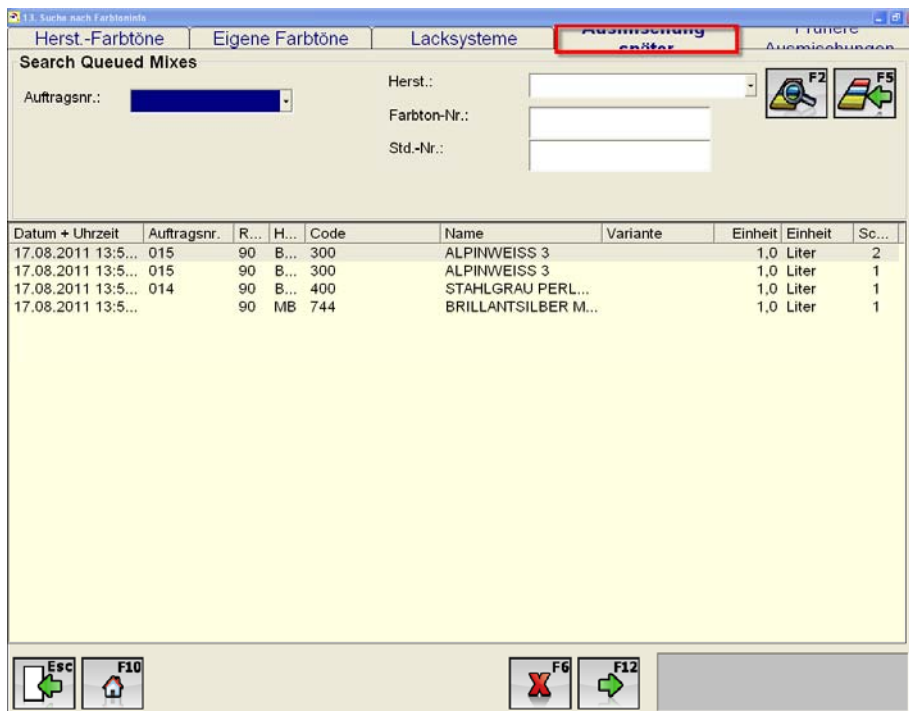 13. Suche nach Farbtoninfo
Herst.-Farbtöne Eigene Farbtöne Lacksysteme Ausmischung später Frühere Ausmischungen
Search Queued Mixes
Auftragsnr.:
Herst.:
Farbton-Nr.:
Std.-Nr.:
F2 F5
Datum + Uhrzeit Auftragsnr. R... H... Code Name Variante Einheit Einheit Sc...
17.08.2011 13:5... 015 90 B... 300 ALPINWEISS 3 1,0 Liter 2
17.08.2011 13:5... 015 90 B... 300 ALPINWEISS 3 1,0 Liter 1
17.08.2011 13:5... 014 90 B... 400 STAHLGRAU PERL... 1,0 Liter 1
17.08.2011 13:5... 90 MB 744 BRILLANTSILBER M... 1,0 Liter 1
Esc F10 F6 F12